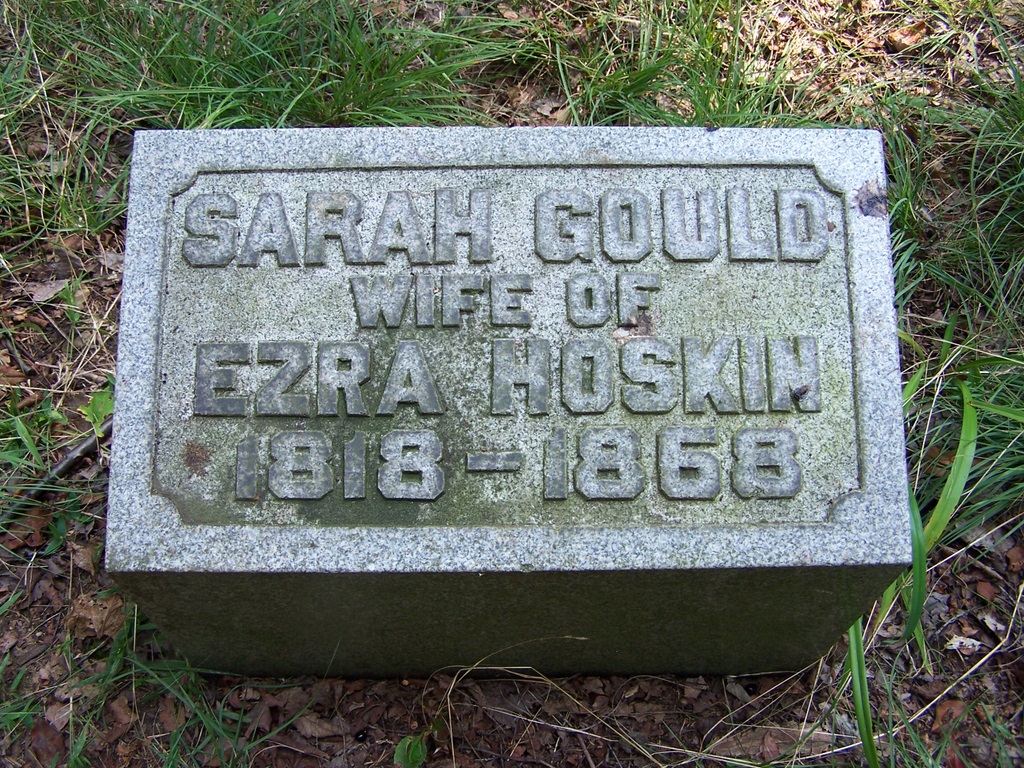 SARAH GOULD
WIFE OF
EZRA HOSKIN
1818-1868